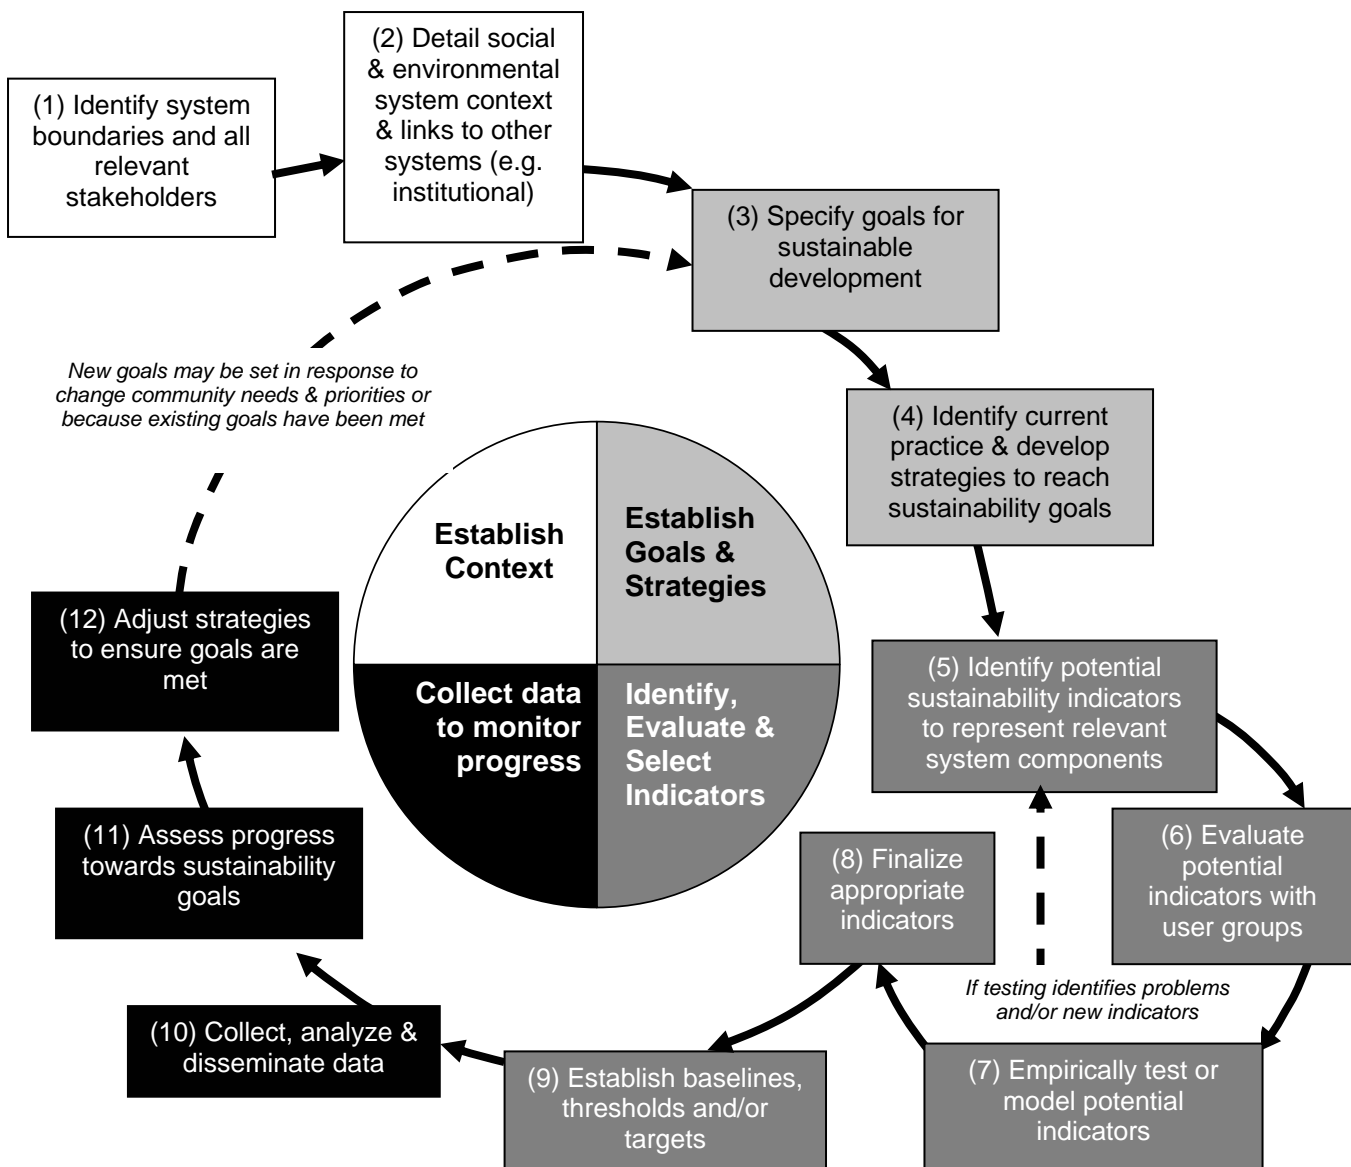 (1) Identify system
boundaries and all
relevant
stakeholders
(2) Detail social
& environmental
system context
& links to other
systems (e.g.
institutional)
(3) Specify goals for
sustainable
development
(4) Identify current
practice & develop
strategies to reach
sustainability goals
(5) Identify potential
sustainability indicators
to represent relevant
system components
(6) Evaluate
potential
indicators with
user groups
If testing identifies problems
and/or new indicators
(7) Empirically test or
model potential
indicators
(8) Finalize
appropriate
indicators
(9) Establish baselines,
thresholds and/or
targets
(10) Collect, analyze &
disseminate data
(11) Assess progress
towards sustainability
goals
(12) Adjust strategies
to ensure goals are
met
New goals may be set in response to
change community needs & priorities or
because existing goals have been met
Establish
Context
Establish
Goals &
Strategies
Collect data
to monitor
progress
Identify,
Evaluate &
Select
Indicators